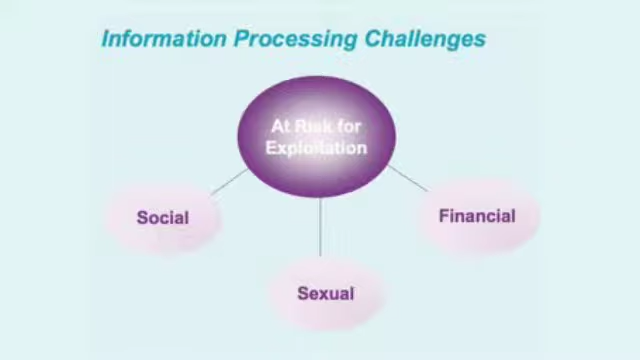 Information Processing Challenges
At Risk for
Exploitation
Social
Financial
Sexual